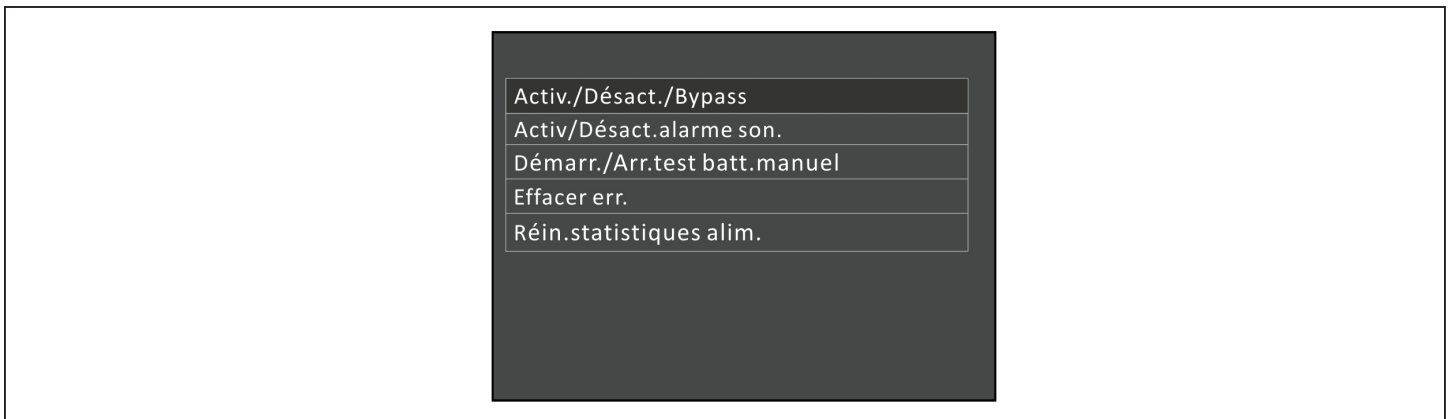 Activ./Désact./Bypass
Activ/Désact.alarme son.
Démarr./Arr.test batt.manuel
Effacer err.
Réin.statistiques alim.